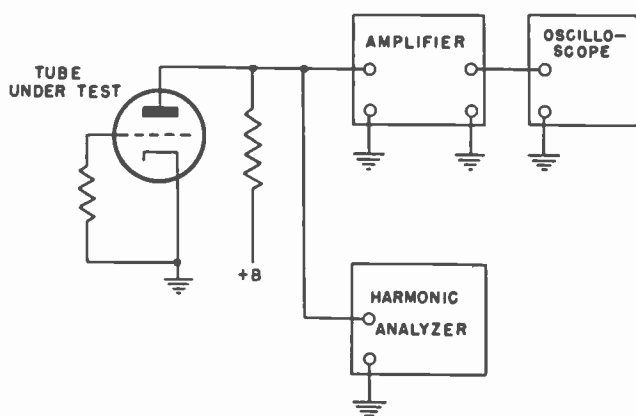 TUBE
UNDER TEST
AMPLIFIER
OSCILLO-
SCOPE
+B
HARMONIC
ANALYZER